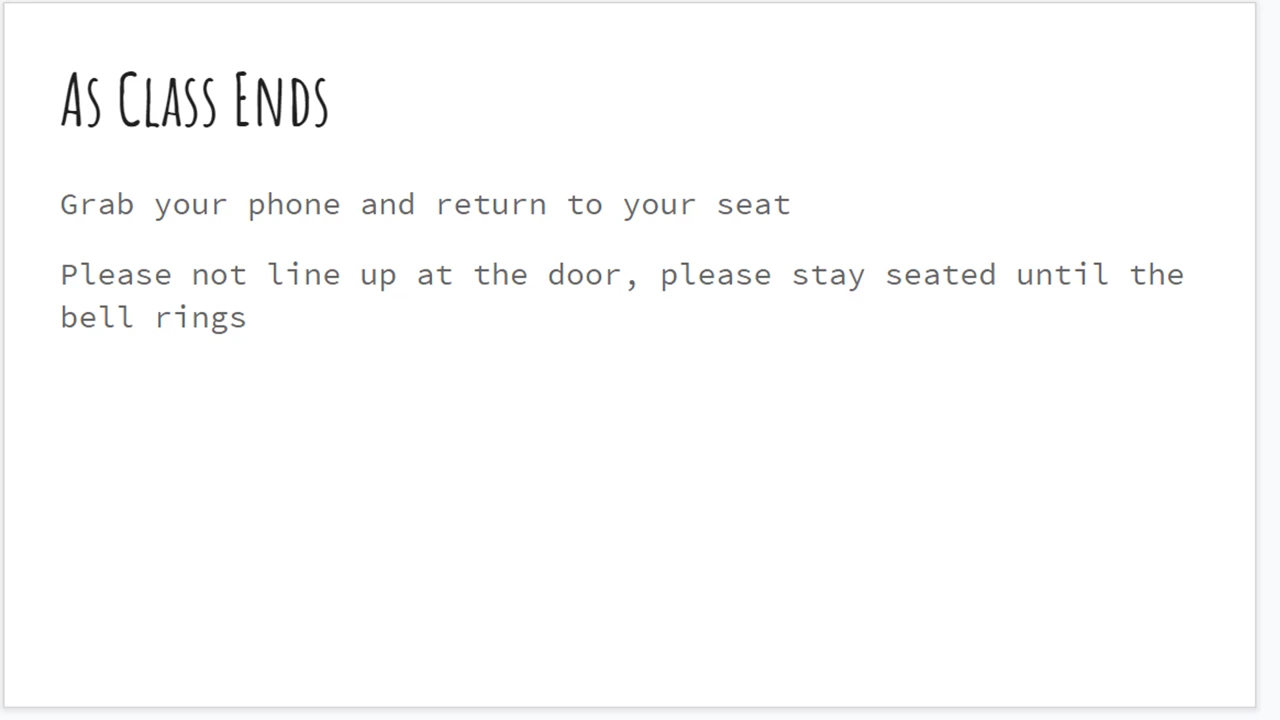 As Class Ends
Grab your phone and return to your seat
Please not line up at the door, please stay seated until the
bell rings